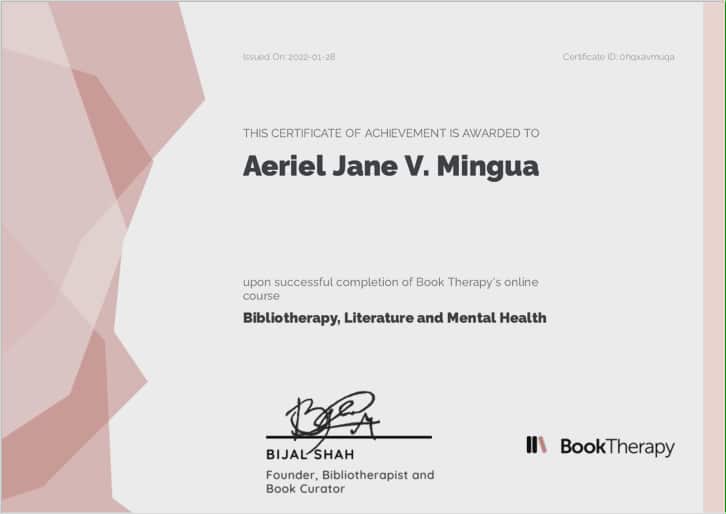 Issued On: 2022-01-28
Certificate ID: 0hqxavmuqa
THIS CERTIFICATE OF ACHIEVEMENT IS AWARDED TO
Aeriel Jane V. Mingua
upon successful completion of Book Therapy's online
course
Bibliotherapy, Literature and Mental Health
BIJAL SHAH
Founder, Bibliotherapist and
Book Curator
BookTherapy